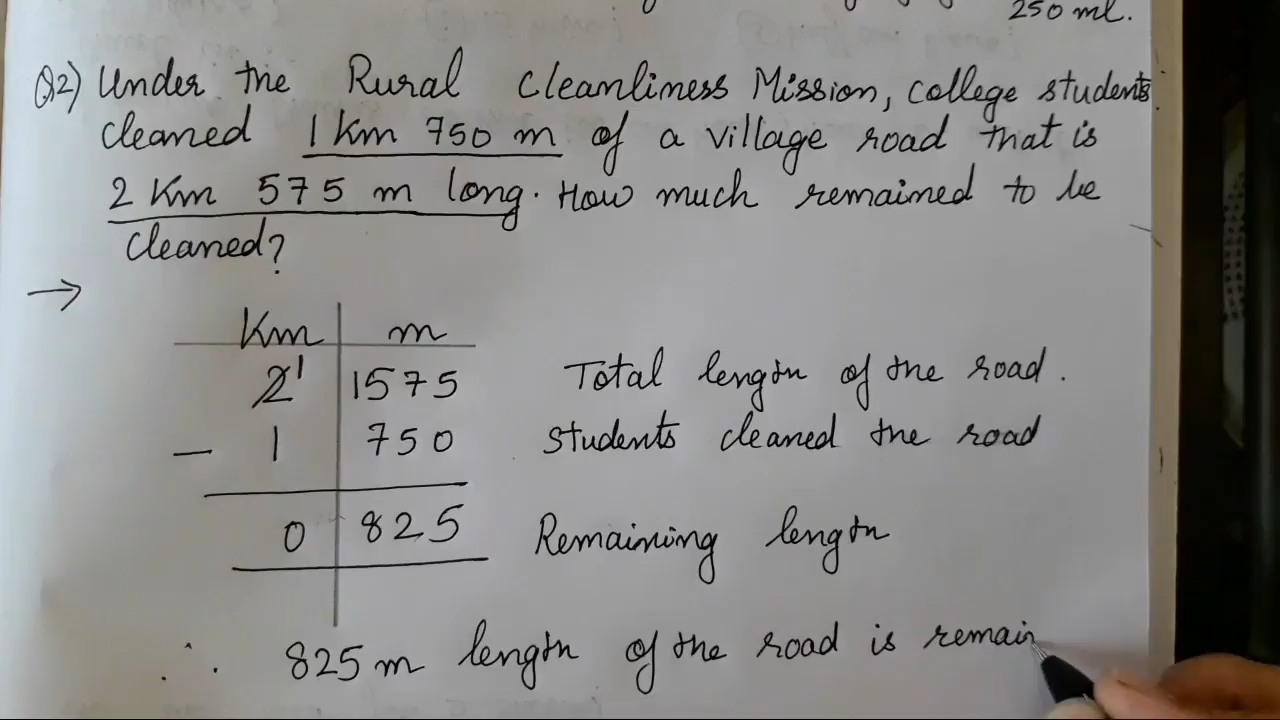 250 ml.
Q2) Under the Rural Cleanliness Mission, college students
cleaned 1 Km 750 m of a village road that is
2 Km 575 m long. How much remained to be
cleaned?
→
Km | m
2 1 | 1575 Total length of the road.
— 1 | 750 Students cleaned the road
0 | 825 Remaining length
∴ 825 m length of the road is remain